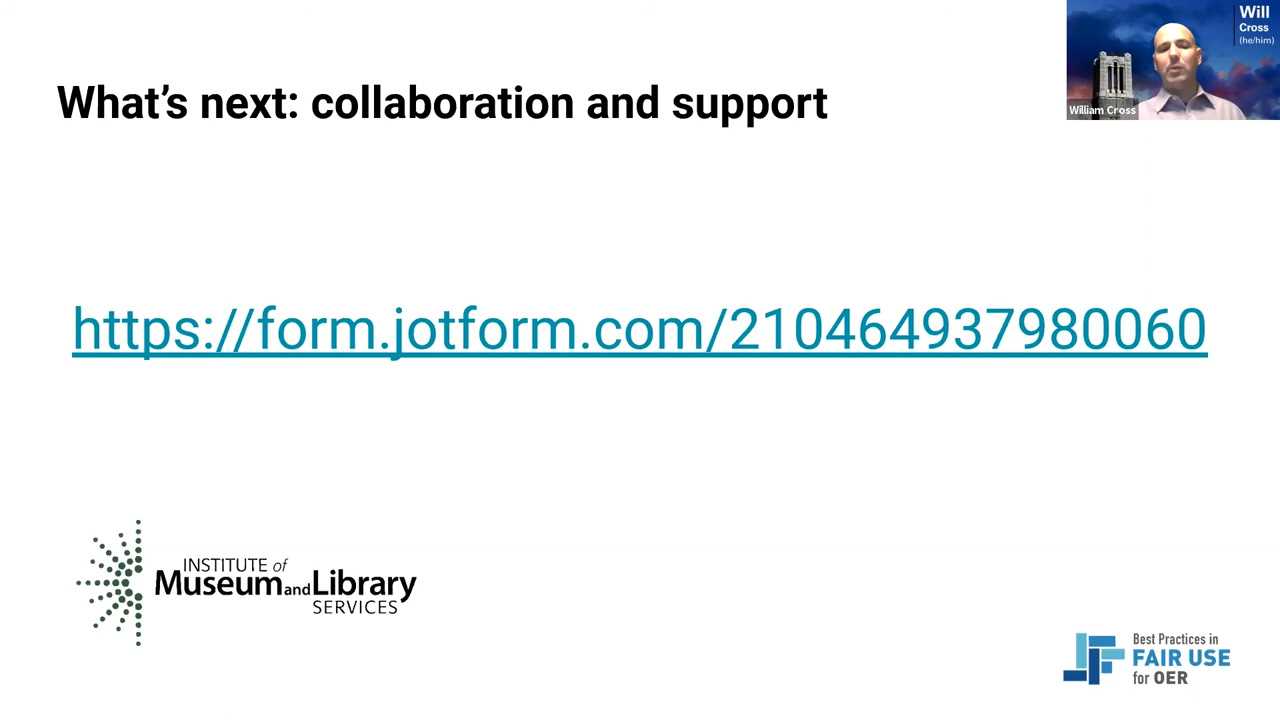 Will
Cross
(he/him)
William Cross
What's next: collaboration and support
https://form.jotform.com/210464937980060
INSTITUTE of
Museum and Library
SERVICES
Best Practices in
FAIR USE
for OER